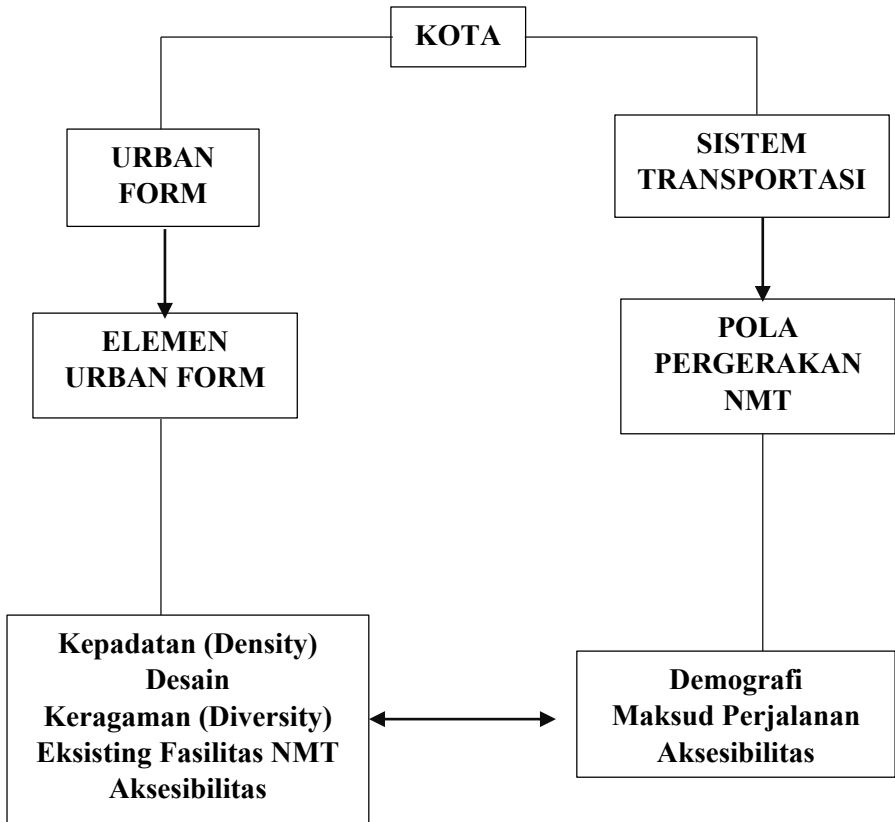 KOTA
URBAN
FORM
SISTEM
TRANSPORTASI
ELEMEN
URBAN FORM
POLA
PERGERAKAN
NMT
Kepadatan (Density)
Desain
Keragaman (Diversity)
Eksisting Fasilitas NMT
Aksesibilitas
Demografi
Maksud Perjalanan
Aksesibilitas